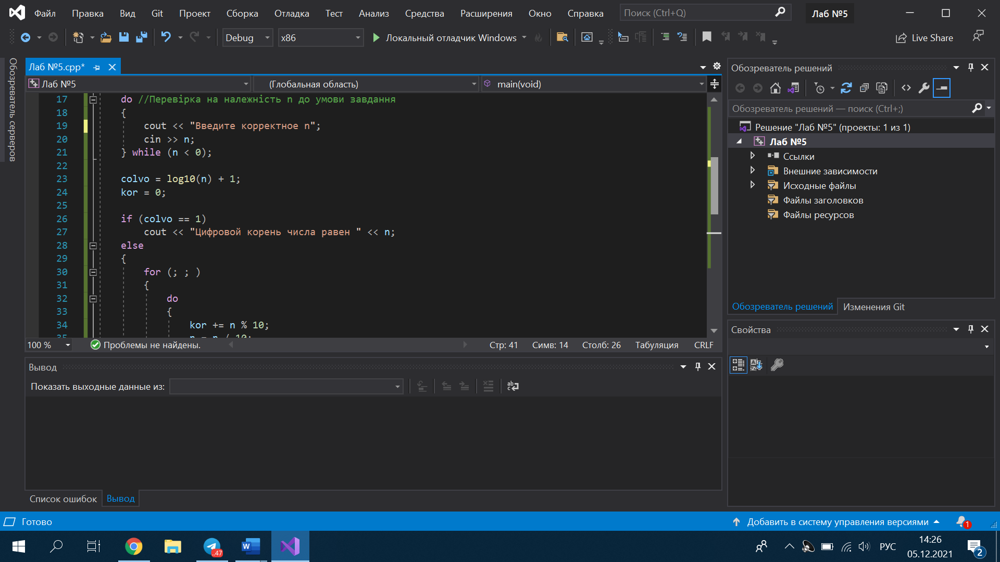 Файл Правка Вид Git Проект Сборка Отладка Тест Анализ Средства Расширения Окно Справка Поиск (Ctrl+Q) Лаб №5
Debug x86 Локальный отладчик Windows Live Share
Обозреватель серверов
Лаб №5.cpp*
Лаб №5 (Глобальная область) main(void)
17 do //Перевірка на належність n до умови завдання
18 {
19 cout << "Введите корректное n";
20 cin >> n;
21 } while (n < 0);
22
23 colvo = log10(n) + 1;
24 kor = 0;
25
26 if (colvo == 1)
27 cout << "Цифровой корень числа равен " << n;
28 else
29 {
30 for (; ; )
31 {
32 do
33 {
34 kor += n % 10;
35 n = n / 10;
100 % Проблемы не найдены. Стр: 41 Симв: 14 Столб: 26 Табуляция CRLF
Вывод
Показать выходные данные из:
Список ошибок Вывод
Обозреватель решений
Обозреватель решений — поиск (Ctrl+;)
Решение "Лаб №5" (проекты: 1 из 1)
Лаб №5
Ссылки
Внешние зависимости
Исходные файлы
Файлы заголовков
Файлы ресурсов
Обозреватель решений Изменения Git
Свойства
Готово Добавить в систему управления версиями 1
..47 W РУС 14:26
05.12.2021 2